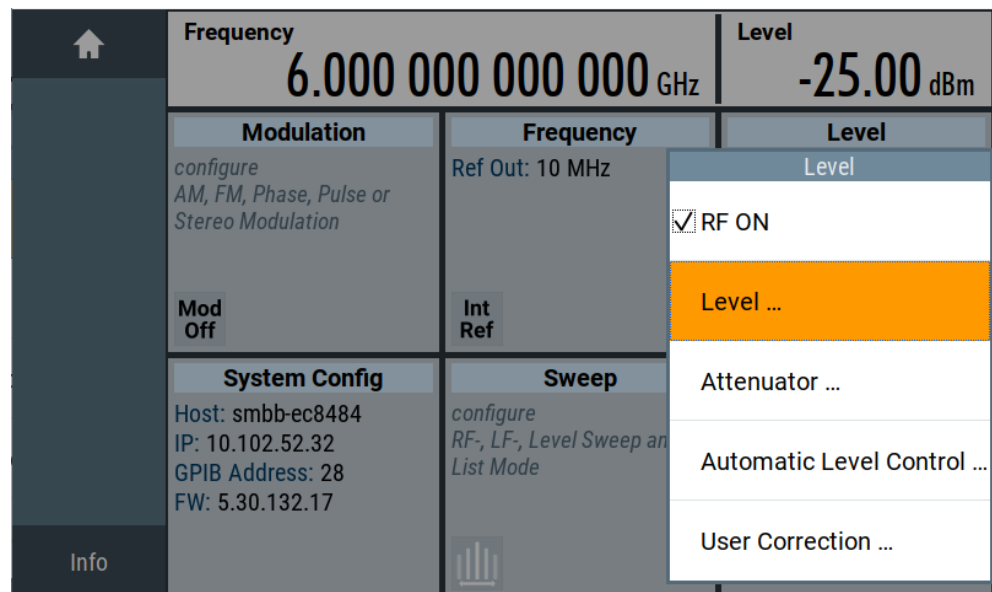 Frequency
6.000 000 000 000 GHz
Level
-25.00 dBm
Modulation
configure
AM, FM, Phase, Pulse or
Stereo Modulation
Mod
Off
Frequency
Ref Out: 10 MHz
Int
Ref
Level
Level
RF ON
Level ...
Attenuator ...
Automatic Level Control ...
User Correction ...
System Config
Host: smbb-ec8484
IP: 10.102.52.32
GPIB Address: 28
FW: 5.30.132.17
Sweep
configure
RF-, LF-, Level Sweep an
List Mode
Info